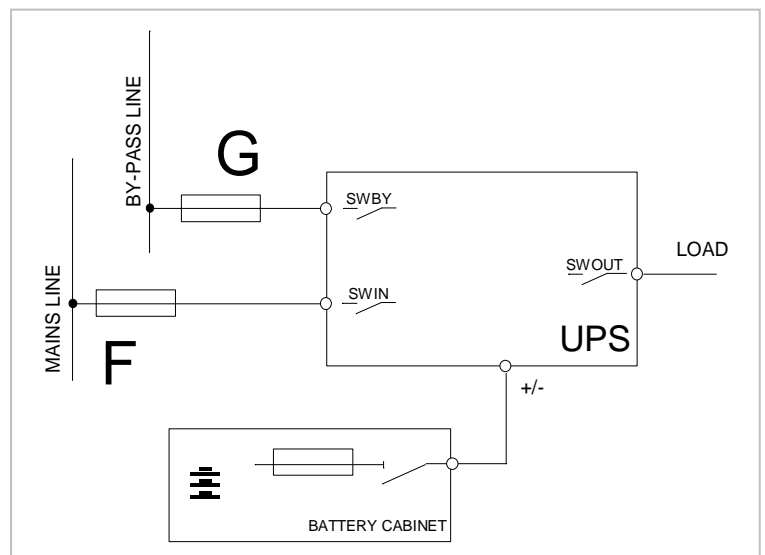 BY-PASS LINE
G
SWBY
MAINS LINE
F
SWIN
SWOUT
LOAD
UPS
+/-
BATTERY CABINET